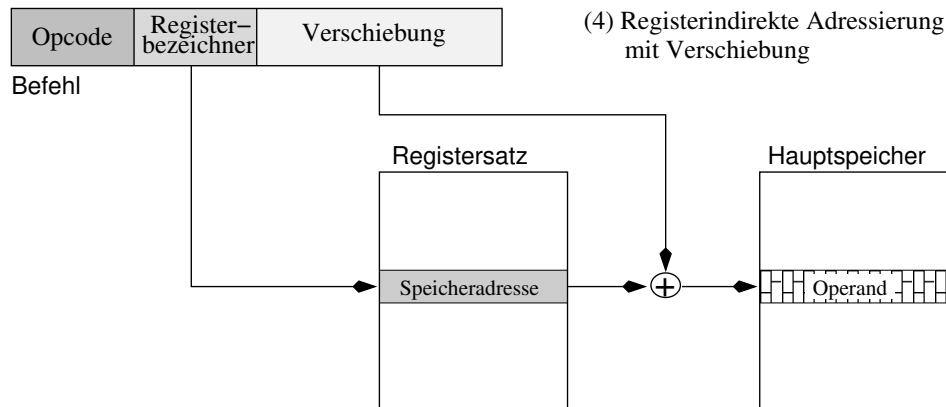 Opcode
Register–
bezeichner
Verschiebung
(4) Registerindirekte Adressierung
mit Verschiebung
Befehl
Registersatz
Hauptspeicher
Speicheradresse
+
Operand